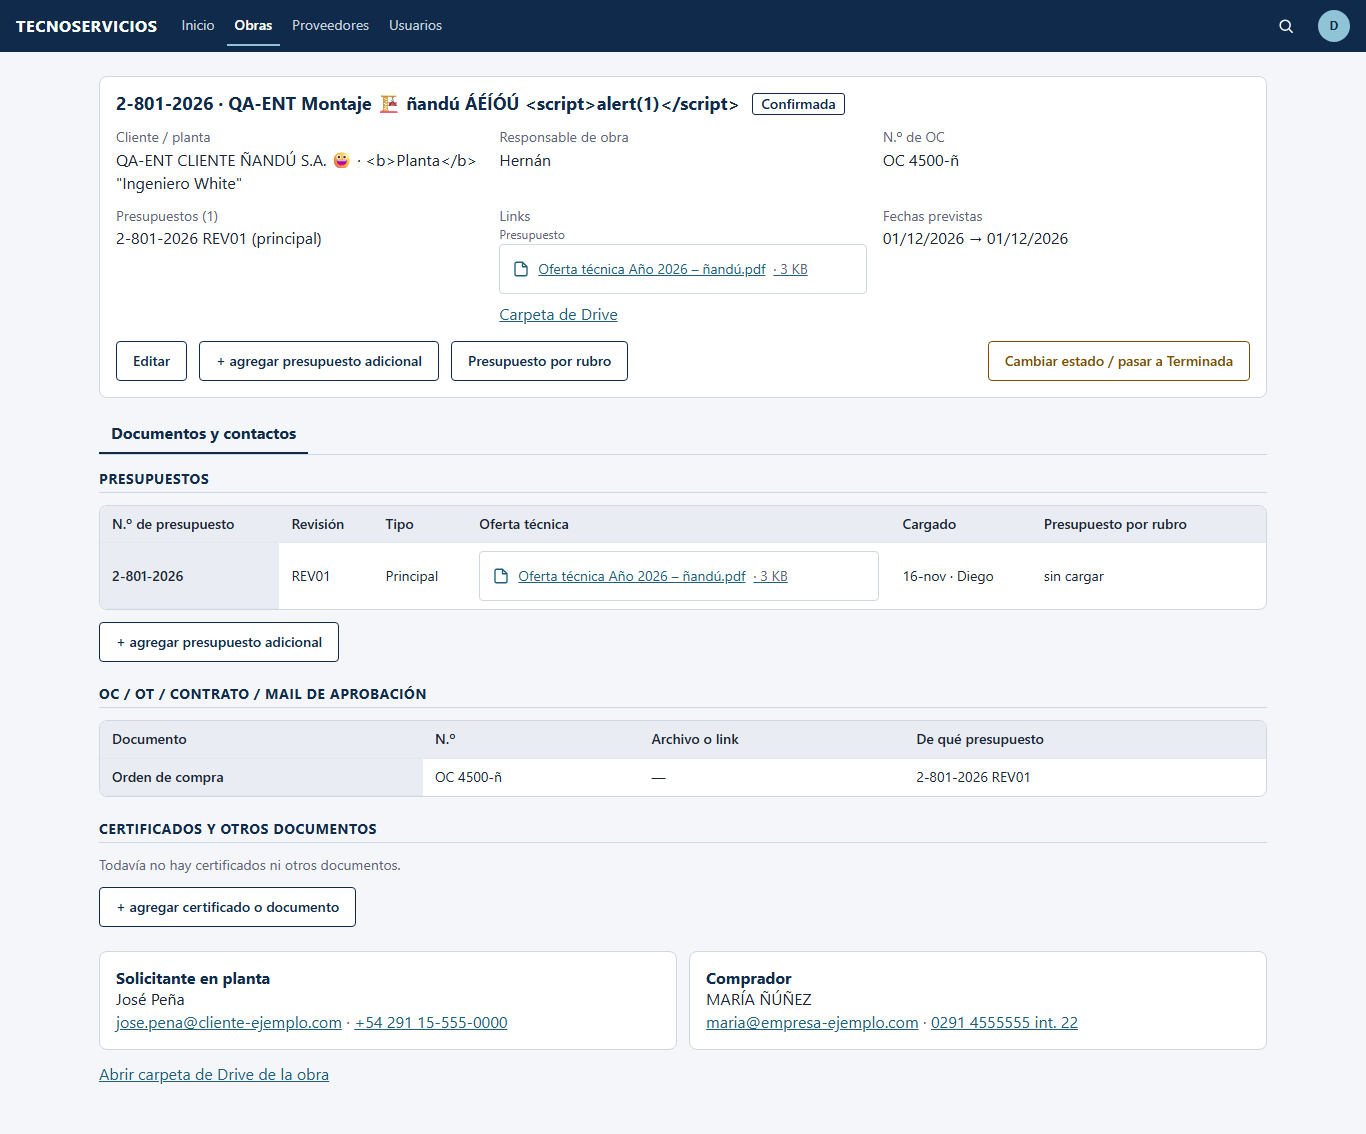 TECNOSERVICIOS Inicio Obras Proveedores Usuarios D
2-801-2026 · QA-ENT Montaje 🏗️ ñandú ÁÉÍÓÚ <script>alert(1)</script> Confirmada
Cliente / planta
QA-ENT CLIENTE ÑANDÚ S.A. 😀 · <b>Planta</b>
"Ingeniero White"
Responsable de obra
Hernán
N.º de OC
OC 4500-ñ
Presupuestos (1)
2-801-2026 REV01 (principal)
Links
Presupuesto
Oferta técnica Año 2026 – ñandú.pdf · 3 KB
Carpeta de Drive
Fechas previstas
01/12/2026 → 01/12/2026
Editar + agregar presupuesto adicional Presupuesto por rubro Cambiar estado / pasar a Terminada
Documentos y contactos
PRESUPUESTOS
N.º de presupuesto Revisión Tipo Oferta técnica Cargado Presupuesto por rubro
2-801-2026 REV01 Principal Oferta técnica Año 2026 – ñandú.pdf · 3 KB 16-nov · Diego sin cargar
+ agregar presupuesto adicional
OC / OT / CONTRATO / MAIL DE APROBACIÓN
Documento N.º Archivo o link De qué presupuesto
Orden de compra OC 4500-ñ — 2-801-2026 REV01
CERTIFICADOS Y OTROS DOCUMENTOS
Todavía no hay certificados ni otros documentos.
+ agregar certificado o documento
Solicitante en planta
José Peña
jose.pena@cliente-ejemplo.com · +54 291 15-555-0000
Comprador
MARÍA ÑÚÑEZ
maria@empresa-ejemplo.com · 0291 4555555 int. 22
Abrir carpeta de Drive de la obra